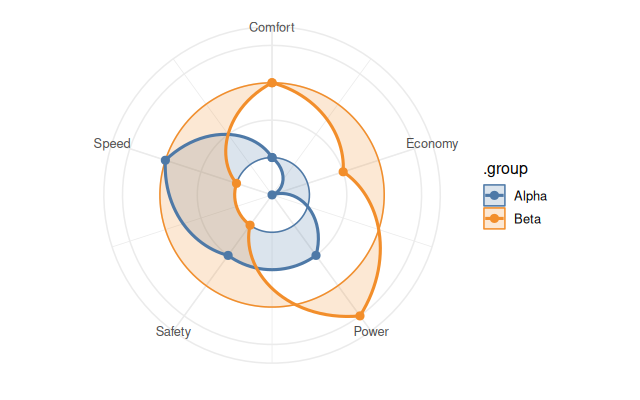 Comfort
Speed
Economy
Safety
Power
.group
Alpha
Beta